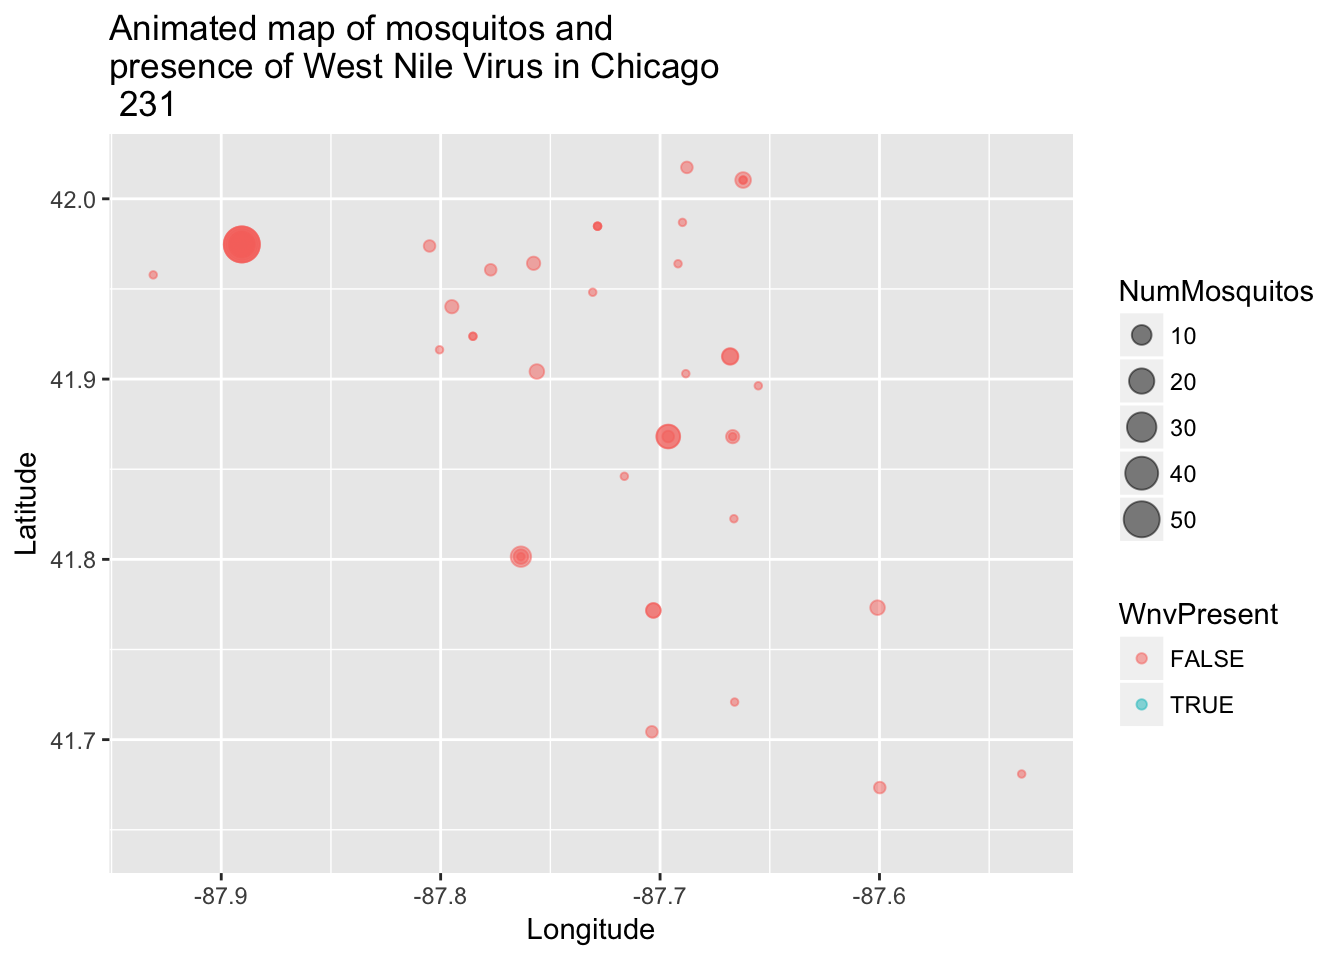 Animated map of mosquitos and
presence of West Nile Virus in Chicago
231
42.0
41.9
41.8
41.7
Latitude
-87.9
-87.8
-87.7
-87.6
Longitude
NumMosquitos
10
20
30
40
50
WnvPresent
FALSE
TRUE